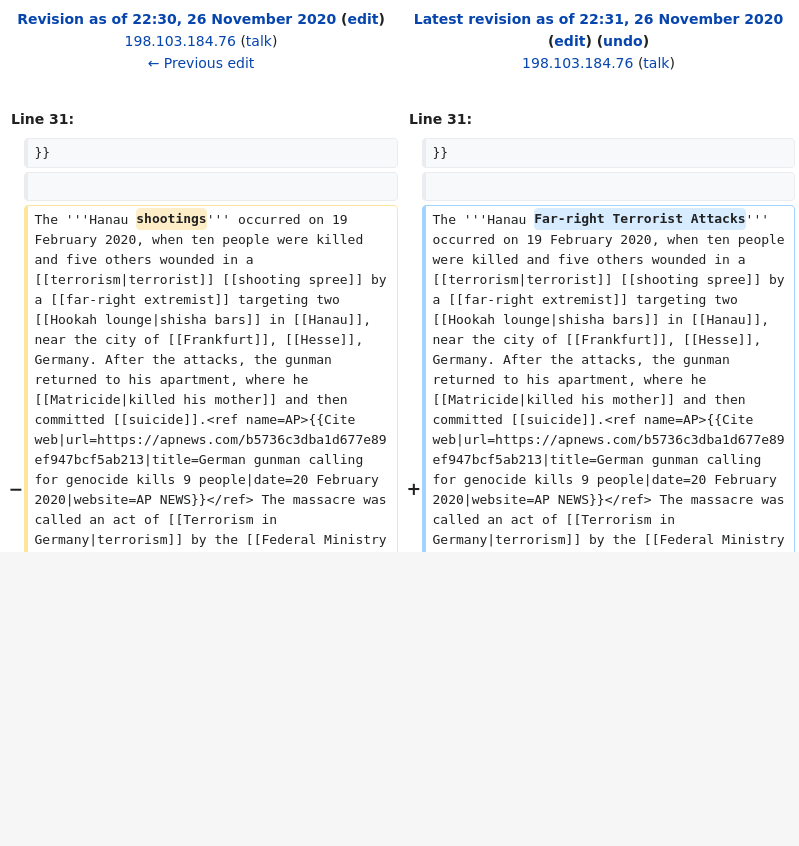 Revision as of 22:30, 26 November 2020 (edit)
198.103.184.76 (talk)
← Previous edit
Latest revision as of 22:31, 26 November 2020
(edit) (undo)
198.103.184.76 (talk)
Line 31:
}}
−
The '''Hanau shootings''' occurred on 19
February 2020, when ten people were killed
and five others wounded in a
[[terrorism|terrorist]] [[shooting spree]] by
a [[far-right extremist]] targeting two
[[Hookah lounge|shisha bars]] in [[Hanau]],
near the city of [[Frankfurt]], [[Hesse]],
Germany. After the attacks, the gunman
returned to his apartment, where he
[[Matricide|killed his mother]] and then
committed [[suicide]].<ref name=AP>{{Cite
web|url=https://apnews.com/b5736c3dba1d677e89
ef947bcf5ab213|title=German gunman calling
for genocide kills 9 people|date=20 February
2020|website=AP NEWS}}</ref> The massacre was
called an act of [[Terrorism in
Germany|terrorism]] by the [[Federal Ministry
Line 31:
}}
+
The '''Hanau Far-right Terrorist Attacks'''
occurred on 19 February 2020, when ten people
were killed and five others wounded in a
[[terrorism|terrorist]] [[shooting spree]] by
a [[far-right extremist]] targeting two
[[Hookah lounge|shisha bars]] in [[Hanau]],
near the city of [[Frankfurt]], [[Hesse]],
Germany. After the attacks, the gunman
returned to his apartment, where he
[[Matricide|killed his mother]] and then
committed [[suicide]].<ref name=AP>{{Cite
web|url=https://apnews.com/b5736c3dba1d677e89
ef947bcf5ab213|title=German gunman calling
for genocide kills 9 people|date=20 February
2020|website=AP NEWS}}</ref> The massacre was
called an act of [[Terrorism in
Germany|terrorism]] by the [[Federal Ministry